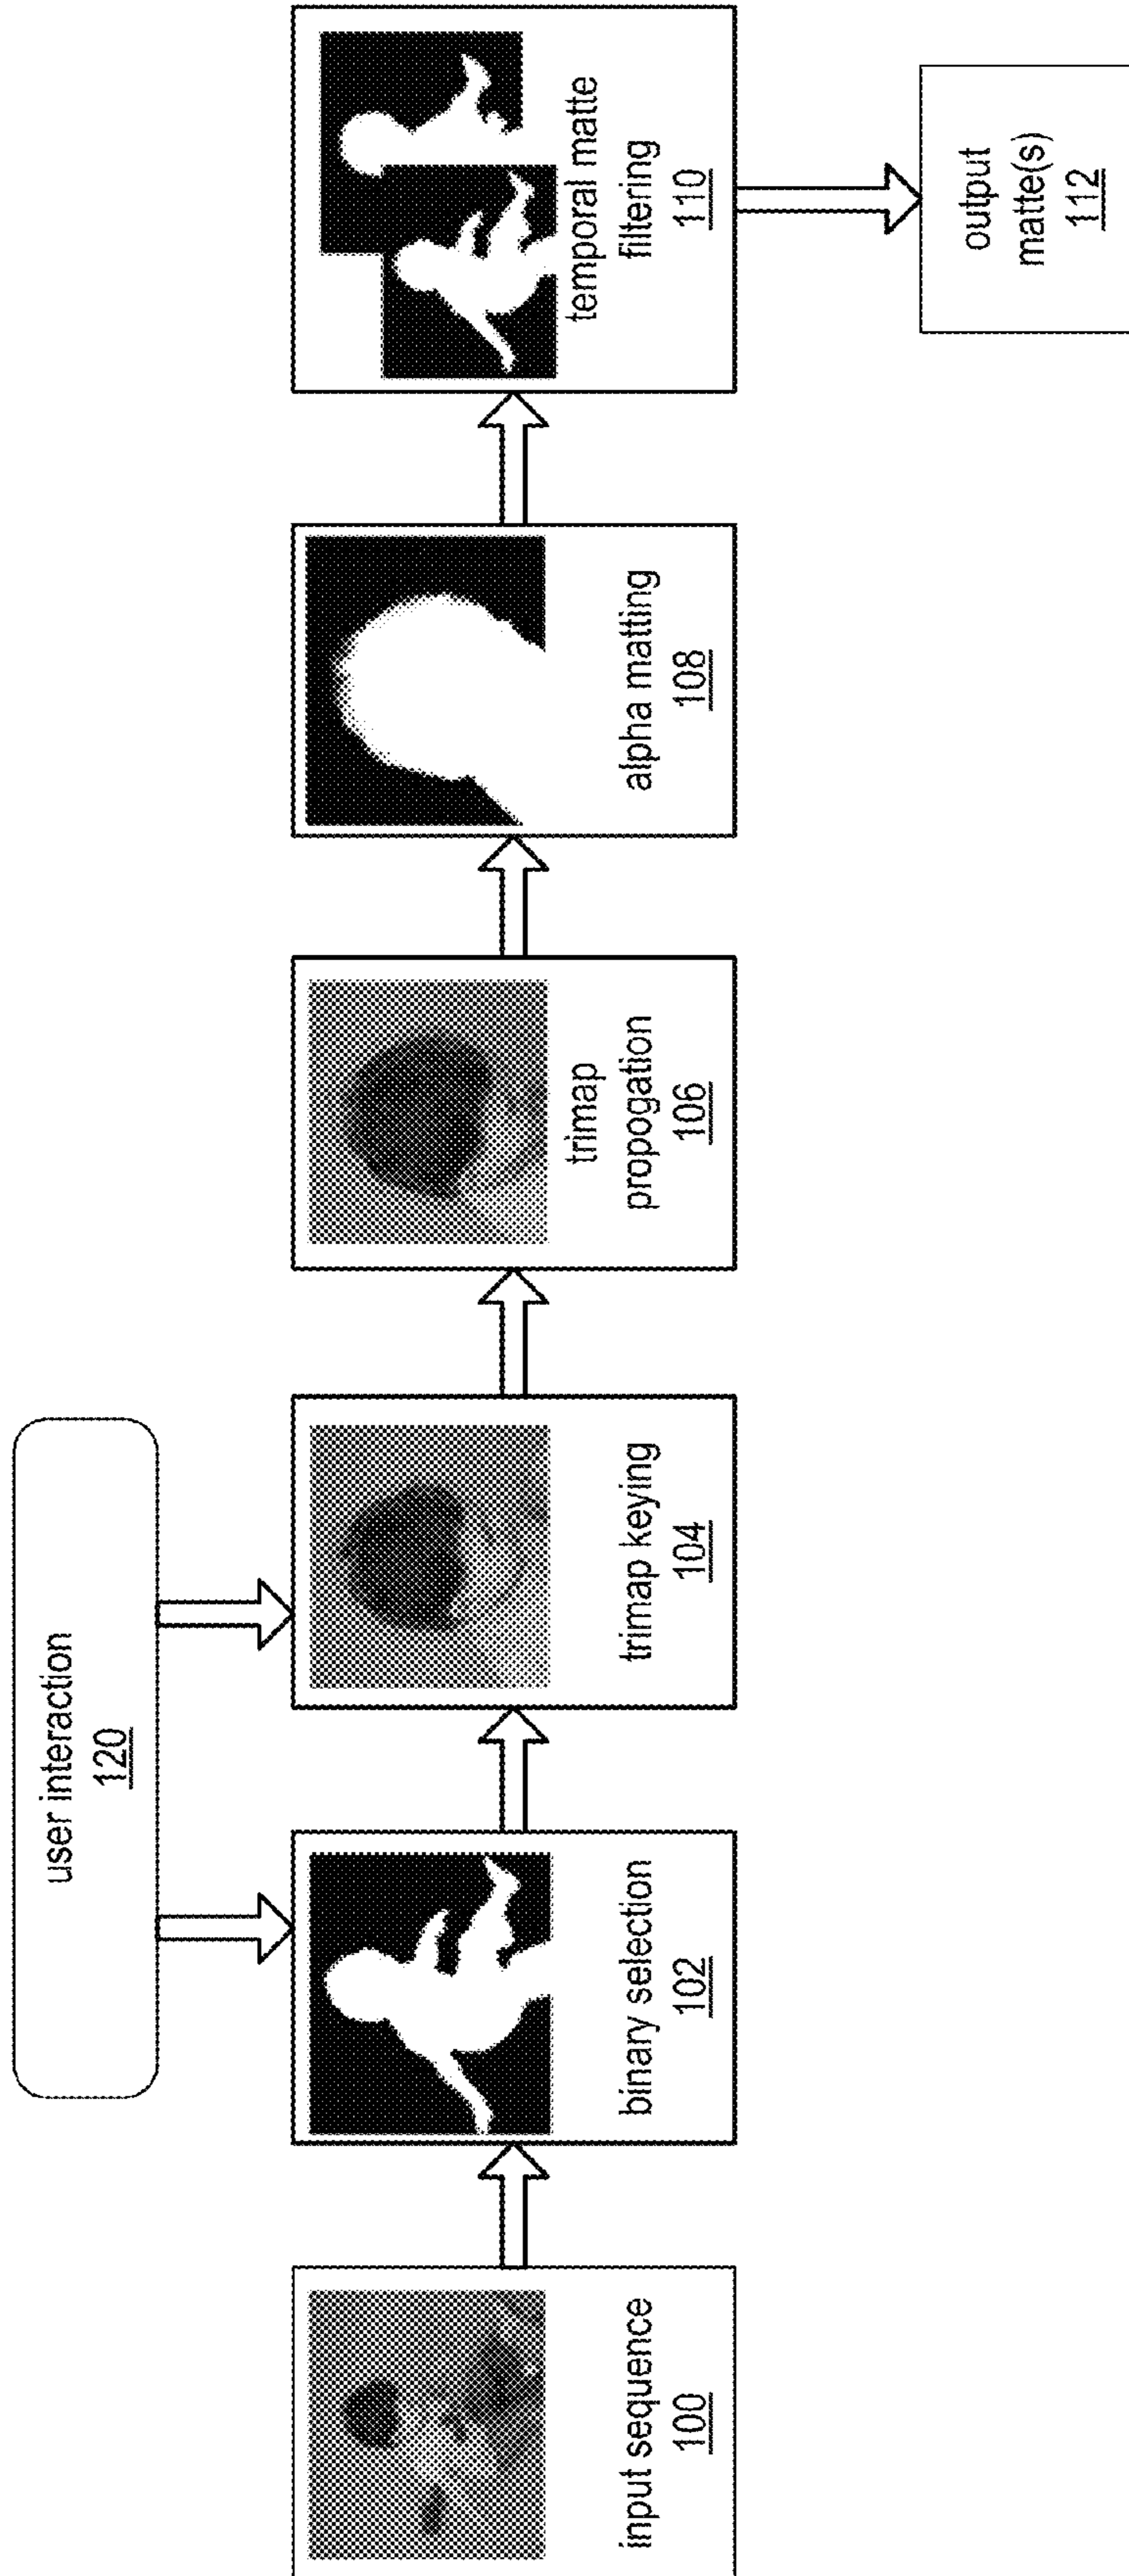 user interaction
120
input sequence
100
binary selection
102
trimap keying
104
trimap
propogation
106
alpha matting
108
temporal matte
filtering
110
output
matte(s)
112